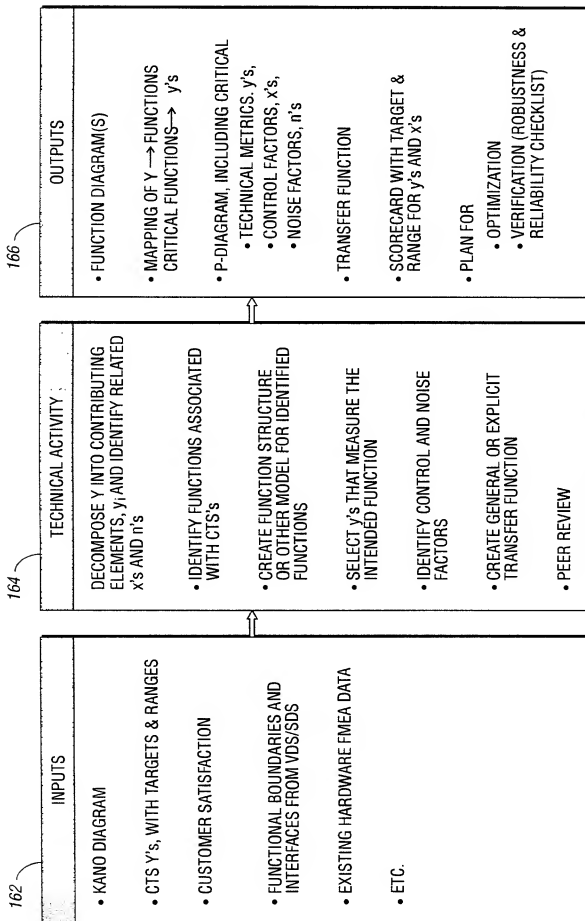 162
INPUTS
• KANO DIAGRAM
• CTS Y's, WITH TARGETS & RANGES
• CUSTOMER SATISFACTION
• FUNCTIONAL BOUNDARIES AND
INTERFACES FROM VDS/SDS
• EXISTING HARDWARE FMEA DATA
• ETC.
164
TECHNICAL ACTIVITY
DECOMPOSE Y INTO CONTRIBUTING
ELEMENTS, yi AND IDENTIFY RELATED
x's AND n's
• IDENTIFY FUNCTIONS ASSOCIATED
WITH CTS's
• CREATE FUNCTION STRUCTURE
OR OTHER MODEL FOR IDENTIFIED
FUNCTIONS
• SELECT y's THAT MEASURE THE
INTENDED FUNCTION
• IDENTIFY CONTROL AND NOISE
FACTORS
• CREATE GENERAL OR EXPLICIT
TRANSFER FUNCTION
• PEER REVIEW
166
OUTPUTS
• FUNCTION DIAGRAM(S)
• MAPPING OF Y → FUNCTIONS
CRITICAL FUNCTIONS → y's
• P-DIAGRAM, INCLUDING CRITICAL
• TECHNICAL METRICS. y's,
• CONTROL FACTORS, x's,
• NOISE FACTORS, n's
• TRANSFER FUNCTION
• SCORECARD WITH TARGET &
RANGE FOR y's AND x's
• PLAN FOR
• OPTIMIZATION
• VERIFICATION (ROBUSTNESS &
RELIABILITY CHECKLIST)